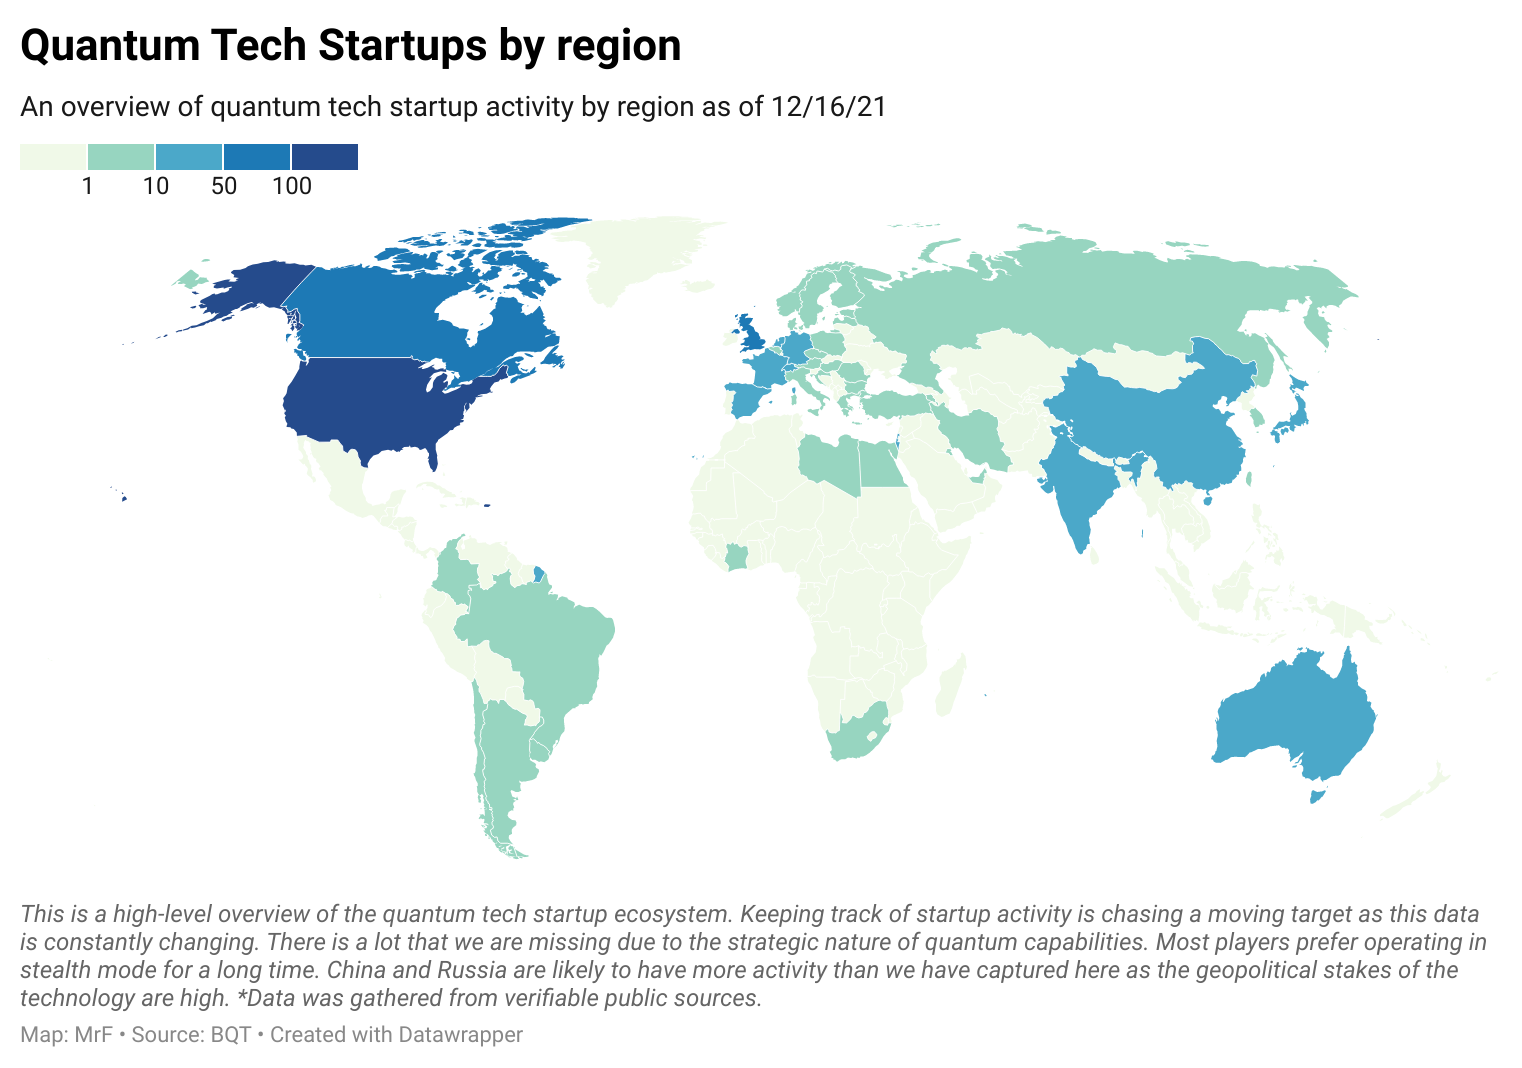 Quantum Tech Startups by region
An overview of quantum tech startup activity by region as of 12/16/21
1 10 50 100
This is a high-level overview of the quantum tech startup ecosystem. Keeping track of startup activity is chasing a moving target as this data
is constantly changing. There is a lot that we are missing due to the strategic nature of quantum capabilities. Most players prefer operating in
stealth mode for a long time. China and Russia are likely to have more activity than we have captured here as the geopolitical stakes of the
technology are high. *Data was gathered from verifiable public sources.
Map: MrF • Source: BQT • Created with Datawrapper